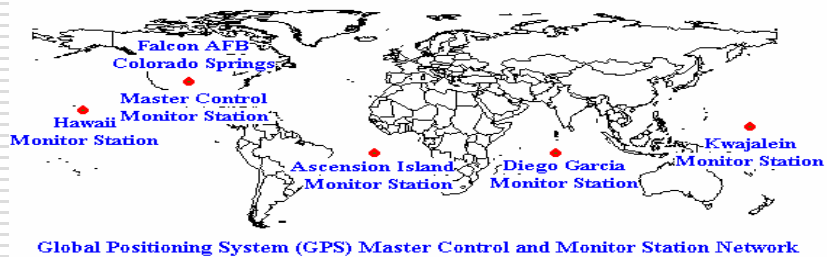 Falcon AFB
Colorado Springs
Master Control
Monitor Station
Hawaii
Monitor Station
Ascension Island
Monitor Station
Diego Garcia
Monitor Station
Kwajalein
Monitor Station
Global Positioning System (GPS) Master Control and Monitor Station Network